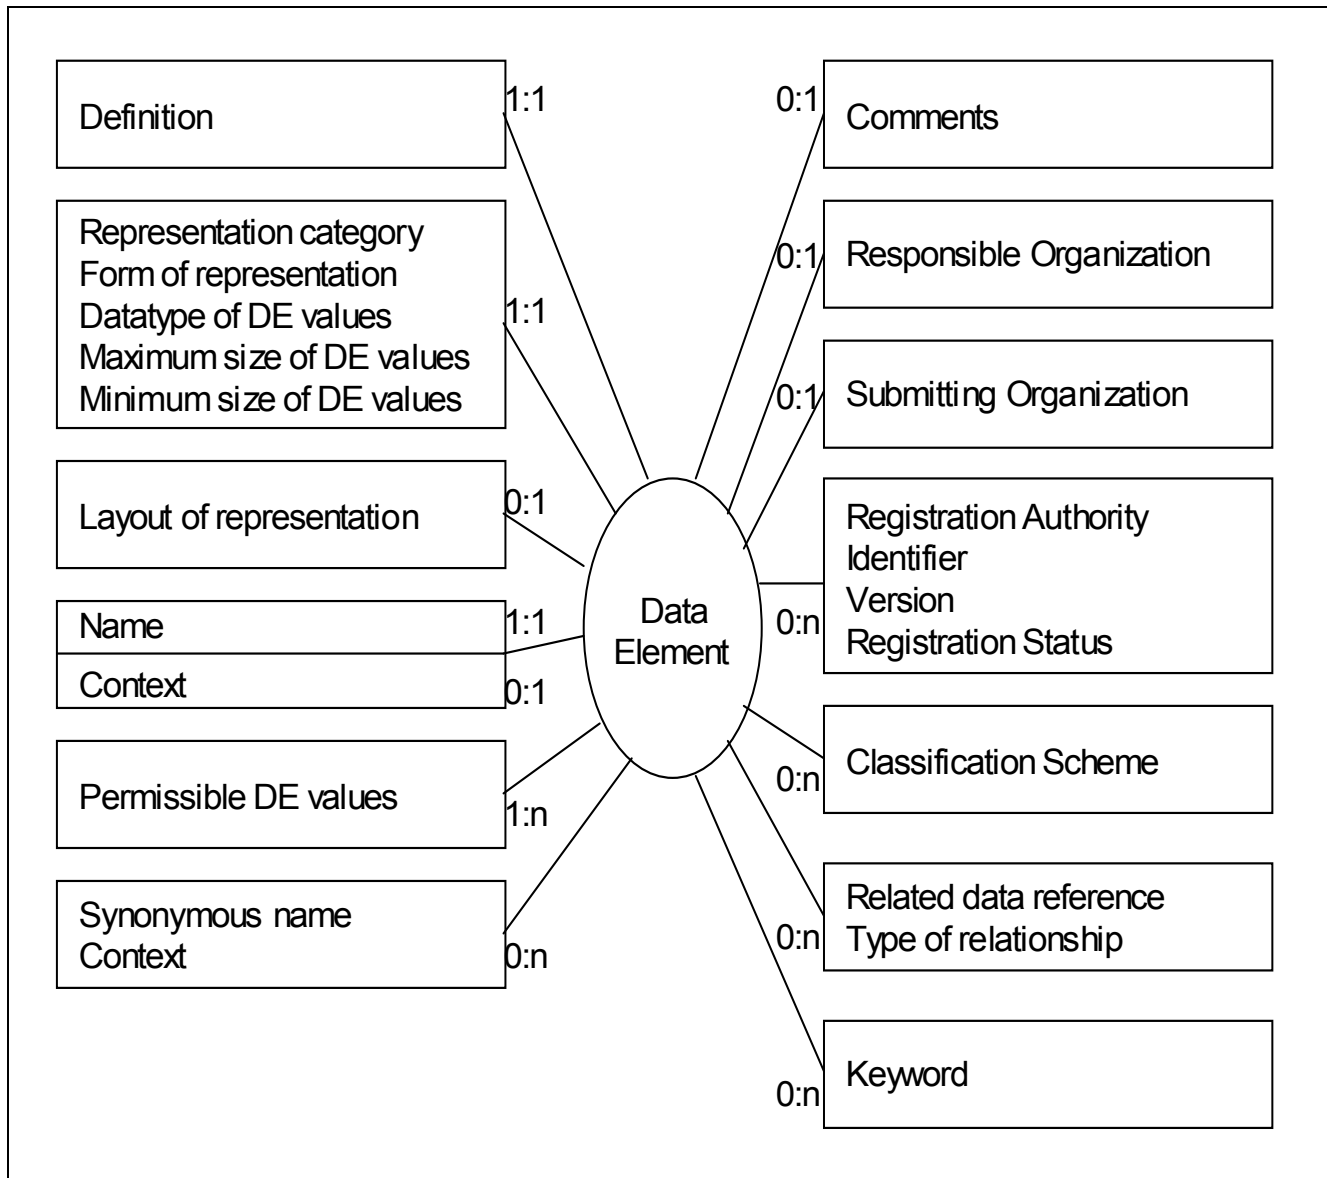 Definition
1:1
Representation category
Form of representation
Datatype of DE values
Maximum size of DE values
Minimum size of DE values
1:1
Layout of representation
0:1
Name
1:1
Context
0:1
Permissible DE values
1:n
Synonymous name
Context
0:n
Data
Element
0:1
Comments
0:1
Responsible Organization
0:1
Submitting Organization
Registration Authority
Identifier
Version
Registration Status
0:n
Classification Scheme
0:n
Related data reference
Type of relationship
0:n
Keyword
0:n